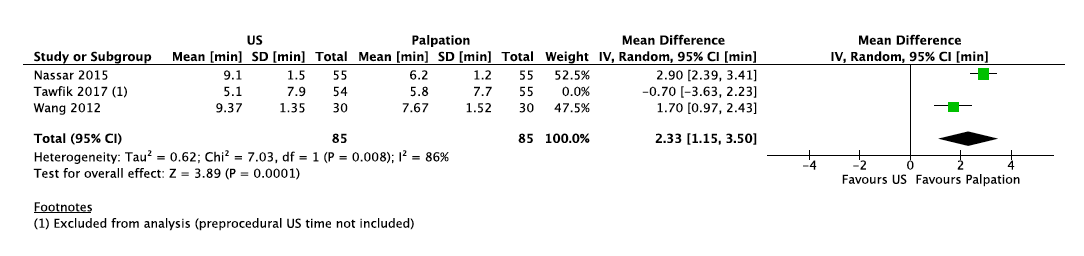 US Palpation Mean Difference Mean Difference
Study or Subgroup Mean [min] SD [min] Total Mean [min] SD [min] Total Weight IV, Random, 95% CI [min] IV, Random, 95% CI [min]
Nassar 2015 9.1 1.5 55 6.2 1.2 55 52.5% 2.90 [2.39, 3.41]
Tawfik 2017 (1) 5.1 7.9 54 5.8 7.7 55 0.0% −0.70 [−3.63, 2.23]
Wang 2012 9.37 1.35 30 7.67 1.52 30 47.5% 1.70 [0.97, 2.43]
Total (95% CI) 85 85 100.0% 2.33 [1.15, 3.50]
Heterogeneity: Tau² = 0.62; Chi² = 7.03, df = 1 (P = 0.008); I² = 86%
Test for overall effect: Z = 3.89 (P = 0.0001)
−4 −2 0 2 4
Favours US Favours Palpation
Footnotes
(1) Excluded from analysis (preprocedural US time not included)